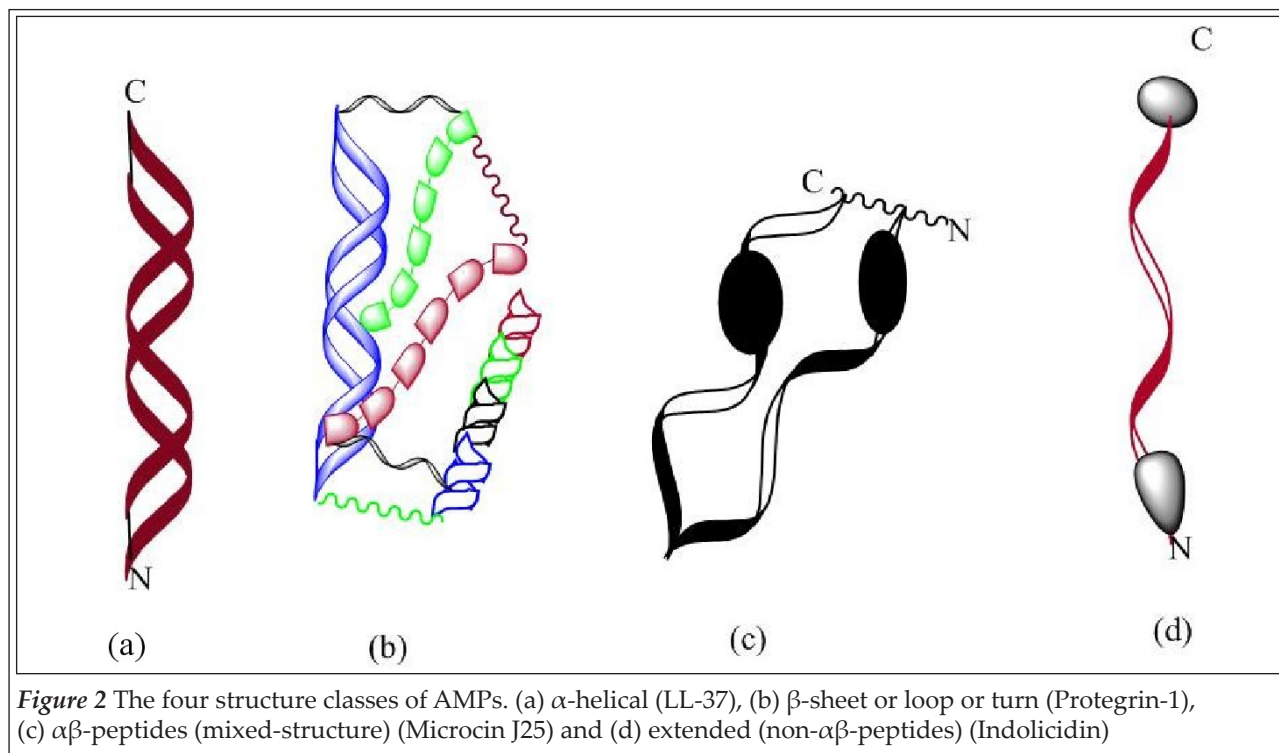 C
C
C
N
N
N
(a)
(b)
(c)
(d)
Figure 2 The four structure classes of AMPs. (a) α-helical (LL-37), (b) β-sheet or loop or turn (Protegrin-1),
(c) αβ-peptides (mixed-structure) (Microcin J25) and (d) extended (non-αβ-peptides) (Indolicidin)